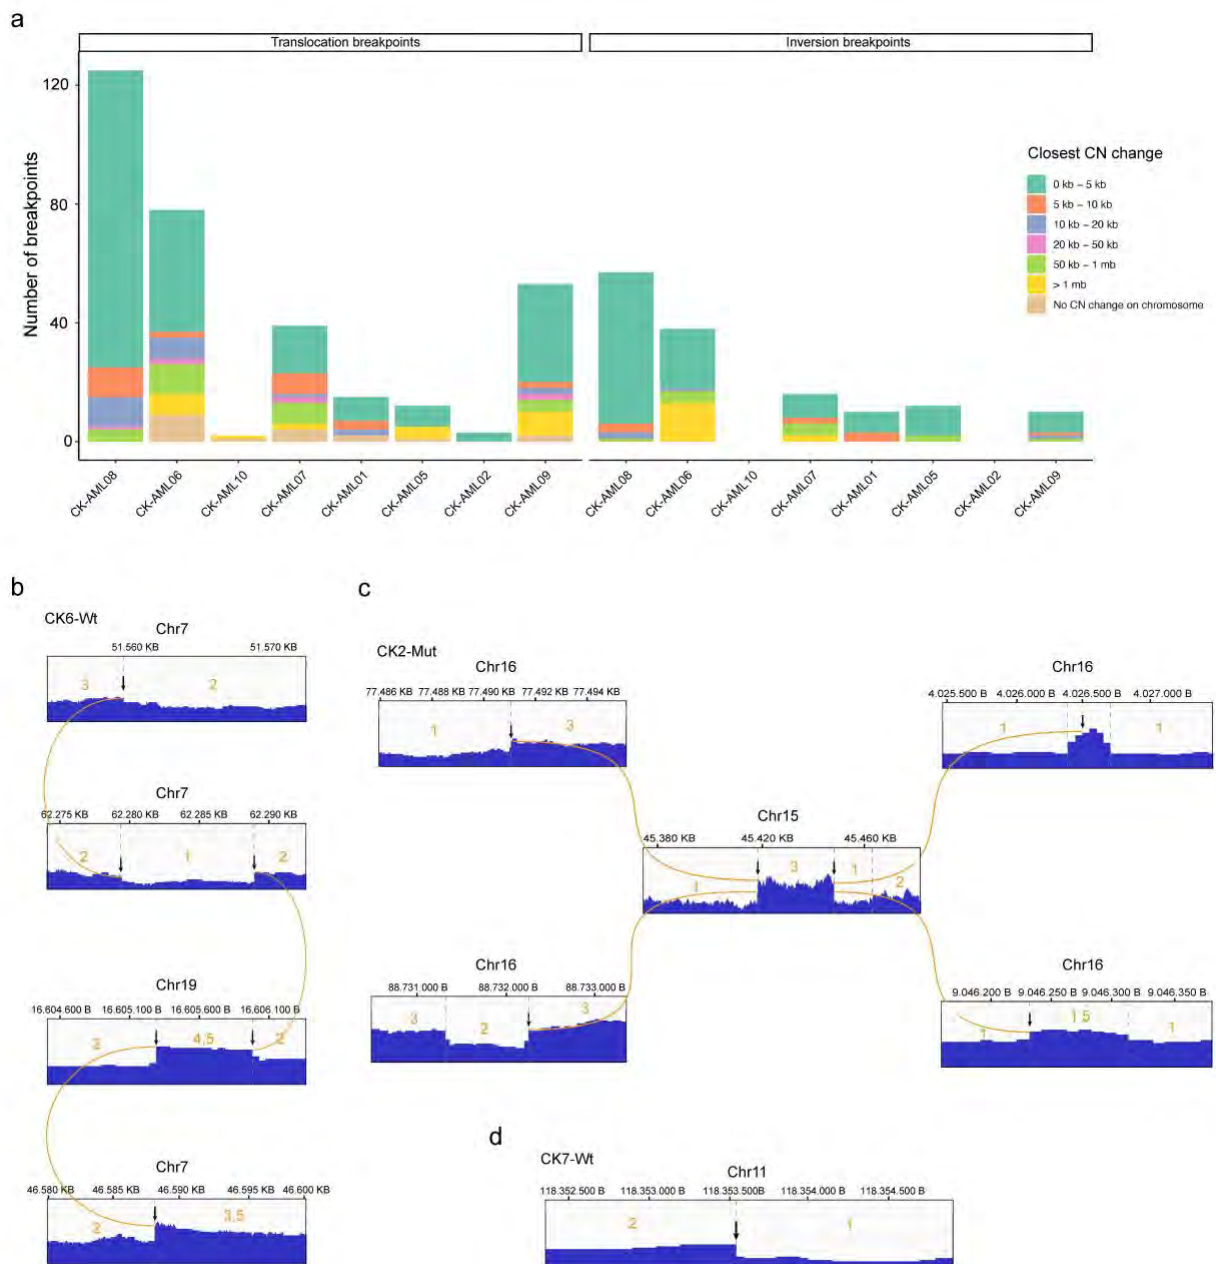 a
Translocation breakpoints
Inversion breakpoints
Number of breakpoints
120
80
40
0
CK-AML08
CK-AML06
CK-AML10
CK-AML07
CK-AML01
CK-AML05
CK-AML02
CK-AML09
CK-AML08
CK-AML06
CK-AML10
CK-AML07
CK-AML01
CK-AML05
CK-AML02
CK-AML09
Closest CN change
0 kb – 5 kb
5 kb – 10 kb
10 kb – 20 kb
20 kb – 50 kb
50 kb – 1 mb
> 1 mb
No CN change on chromosome
b
CK6-Wt
Chr7
51.560 KB 51.570 KB
3 2
Chr7
62.275 KB 62.280 KB 62.285 KB 62.290 KB
2 1 2
Chr19
16.604.600 B 16.605.100 B 16.605.600 B 16.606.100 B
2 4,5 2
Chr7
46.580 KB 46.585 KB 46.590 KB 46.595 KB 46.600 KB
2 3,5
c
CK2-Mut
Chr16
77.486 KB 77.488 KB 77.490 KB 77.492 KB 77.494 KB
1 3
Chr16
4.025.500 B 4.026.000 B 4.026.500 B 4.027.000 B
1 1
Chr15
45.380 KB 45.420 KB 45.460 KB
1 3 1 2
Chr16
88.731.000 B 88.732.000 B 88.733.000 B
3 2 3
Chr16
9.046.200 B 9.046.250 B 9.046.300 B 9.046.350 B
1 1,5 1
d
CK7-Wt
Chr11
118.352.500 B 118.353.000 B 118.353.500B 118.354.000 B 118.354.500 B
2 1